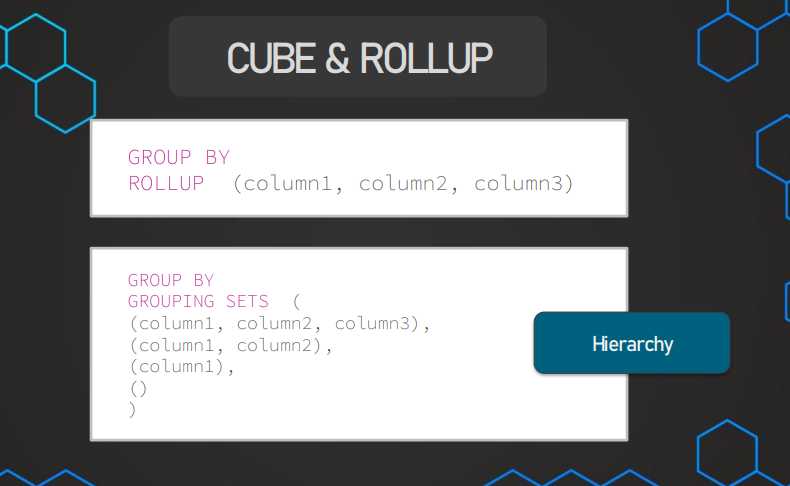 CUBE & ROLLUP
GROUP BY
ROLLUP (column1, column2, column3)
GROUP BY
GROUPING SETS (
(column1, column2, column3),
(column1, column2),
(column1),
()
)
Hierarchy